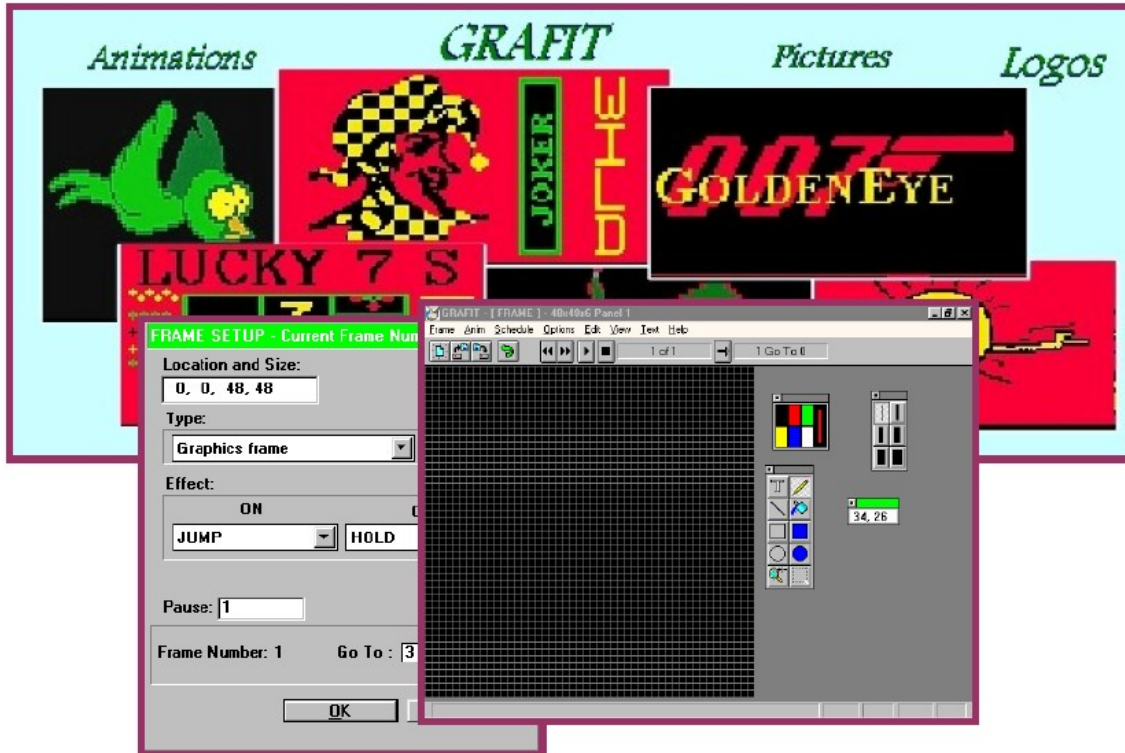 Animations
GRAFIT
Pictures
Logos
JOKER
WILD
007
GOLDENEYE
LUCKY 7 S
7
FRAME SETUP - Current Frame Num
Location and Size:
0, 0, 48, 48
Type:
Graphics frame
Effect:
ON
JUMP
HOLD
Pause: 1
Frame Number: 1 Go To : 3
OK
GRAFIT - [ FRAME ] - 48x48x6 Panel 1
Frame Anim Schedule Options Edit View Text Help
1 of 1
1 Go To 0
T
34, 26